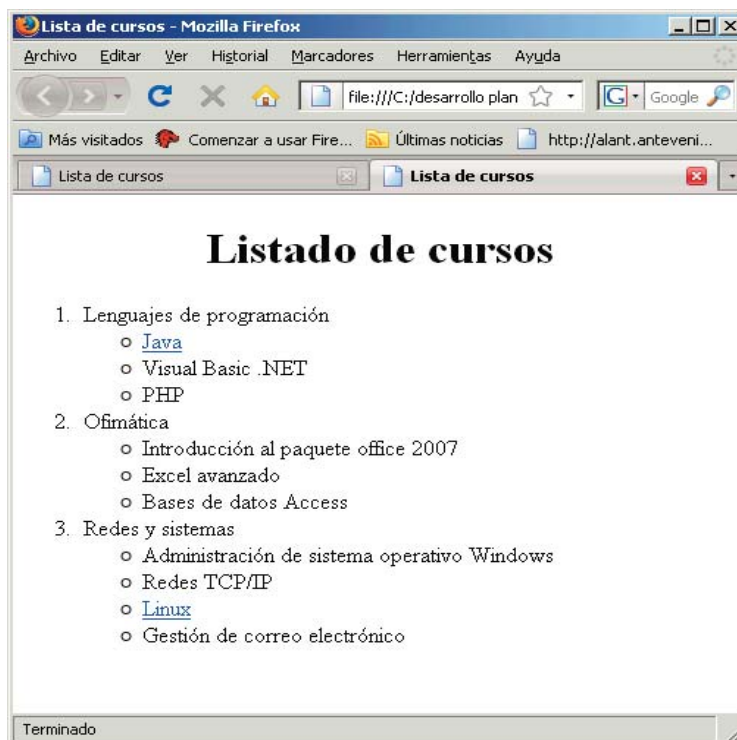 Lista de cursos - Mozilla Firefox
Archivo Editar Ver Historial Marcadores Herramientas Ayuda
file:///C:/desarrollo plan G Google
Más visitados Comenzar a usar Fire... Últimas noticias http://alant.anteveni...
Lista de cursos Lista de cursos
Listado de cursos
1. Lenguajes de programación
Java
Visual Basic .NET
PHP
2. Ofimática
Introducción al paquete office 2007
Excel avanzado
Bases de datos Access
3. Redes y sistemas
Administración de sistema operativo Windows
Redes TCP/IP
Linux
Gestión de correo electrónico
Terminado